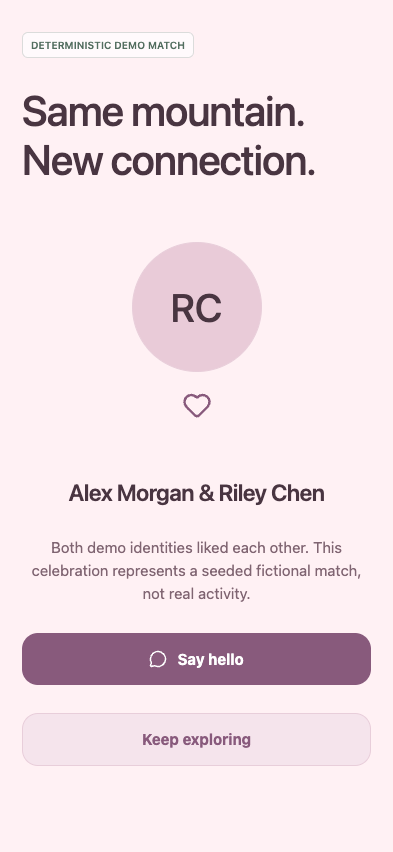 DETERMINISTIC DEMO MATCH
Same mountain.
New connection.
RC
Alex Morgan & Riley Chen
Both demo identities liked each other. This
celebration represents a seeded fictional match,
not real activity.
Say hello
Keep exploring